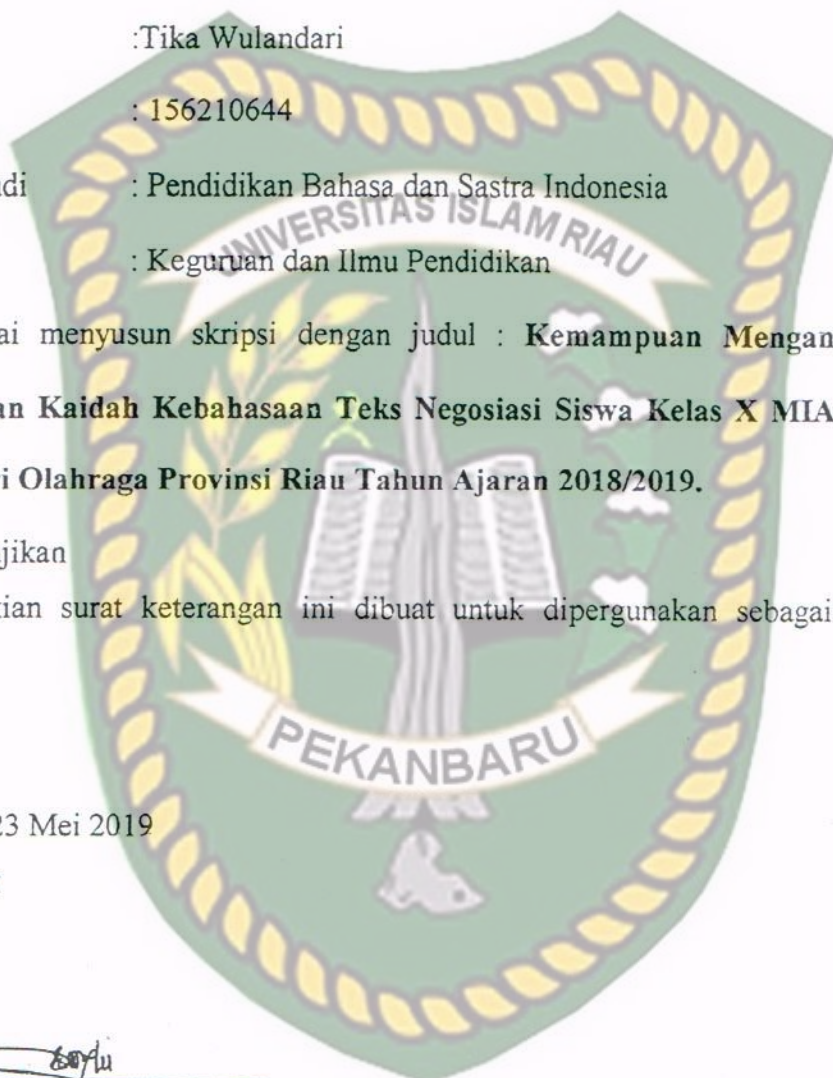 :Tika Wulandari
: 156210644
di : Pendidikan Bahasa dan Sastra Indonesia
UNIVERSITAS ISLAM RIAU
: Keguruan dan Ilmu Pendidikan
ai menyusun skripsi dengan judul : Kemampuan Mengan
an Kaidah Kebahasaan Teks Negosiasi Siswa Kelas X MIA
i Olahraga Provinsi Riau Tahun Ajaran 2018/2019.
jikan
ian surat keterangan ini dibuat untuk dipergunakan sebagai
PEKANBARU
23 Mei 2019